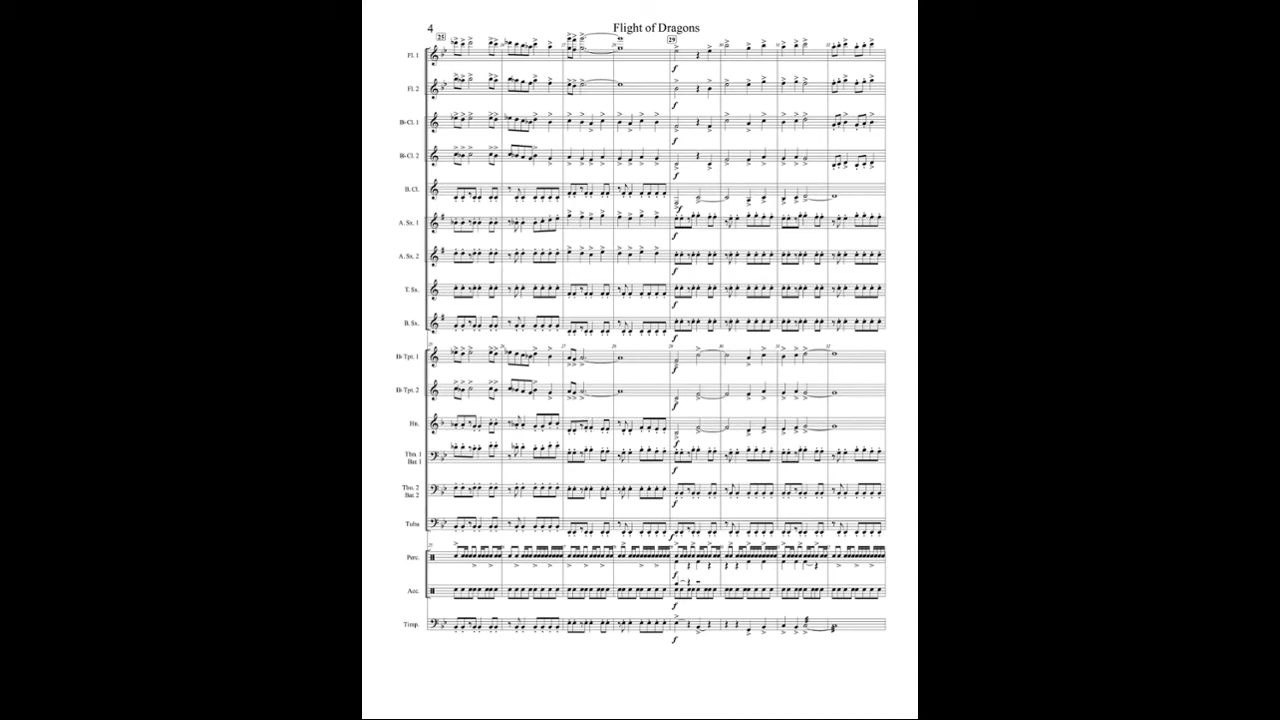 4
Flight of Dragons
25
29
Fl. 1
f
Fl. 2
f
B♭ Cl. 1
f
B♭ Cl. 2
f
B. Cl.
f
A. Sx. 1
f
A. Sx. 2
f
T. Sx.
f
B. Sx.
f
B♭ Tpt. 1
f
B♭ Tpt. 2
f
Hn.
f
Tbn. 1
Bar. 1
f
Tbn. 2
Bar. 2
f
Tuba
f
Perc.
f
Acc.
f
Timp.
f